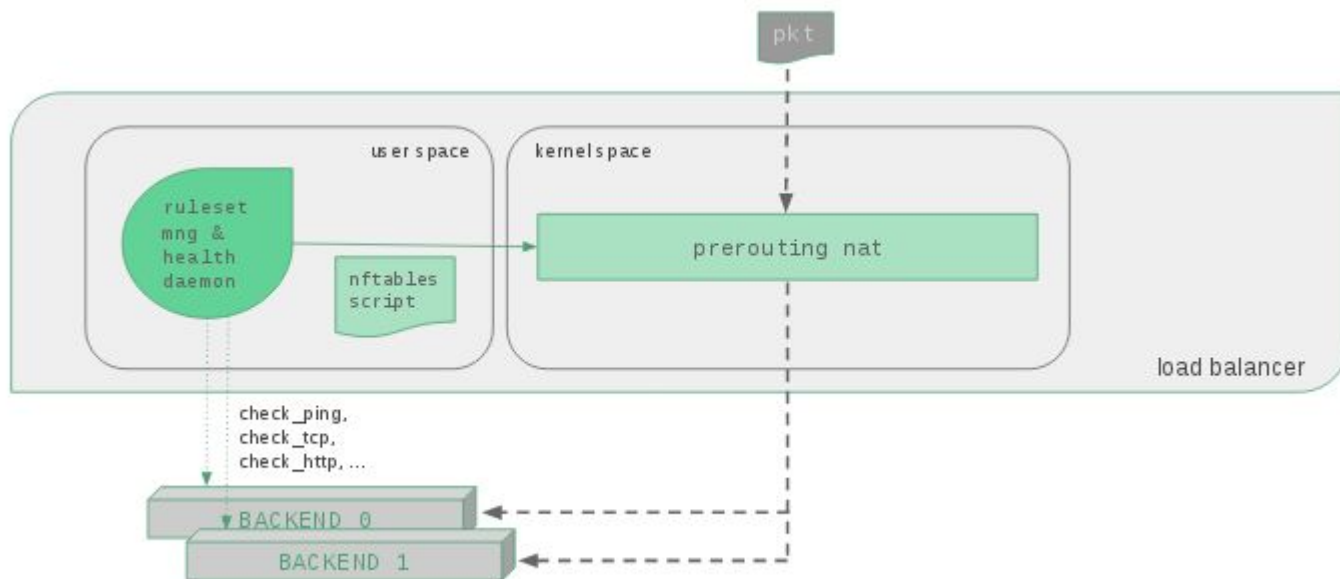 pkt
user space
kernel space
ruleset
mng &
health
daemon
nftables
script
prerouting nat
load balancer
check_ping,
check_tcp,
check_http, ...
BACKEND 0
BACKEND 1